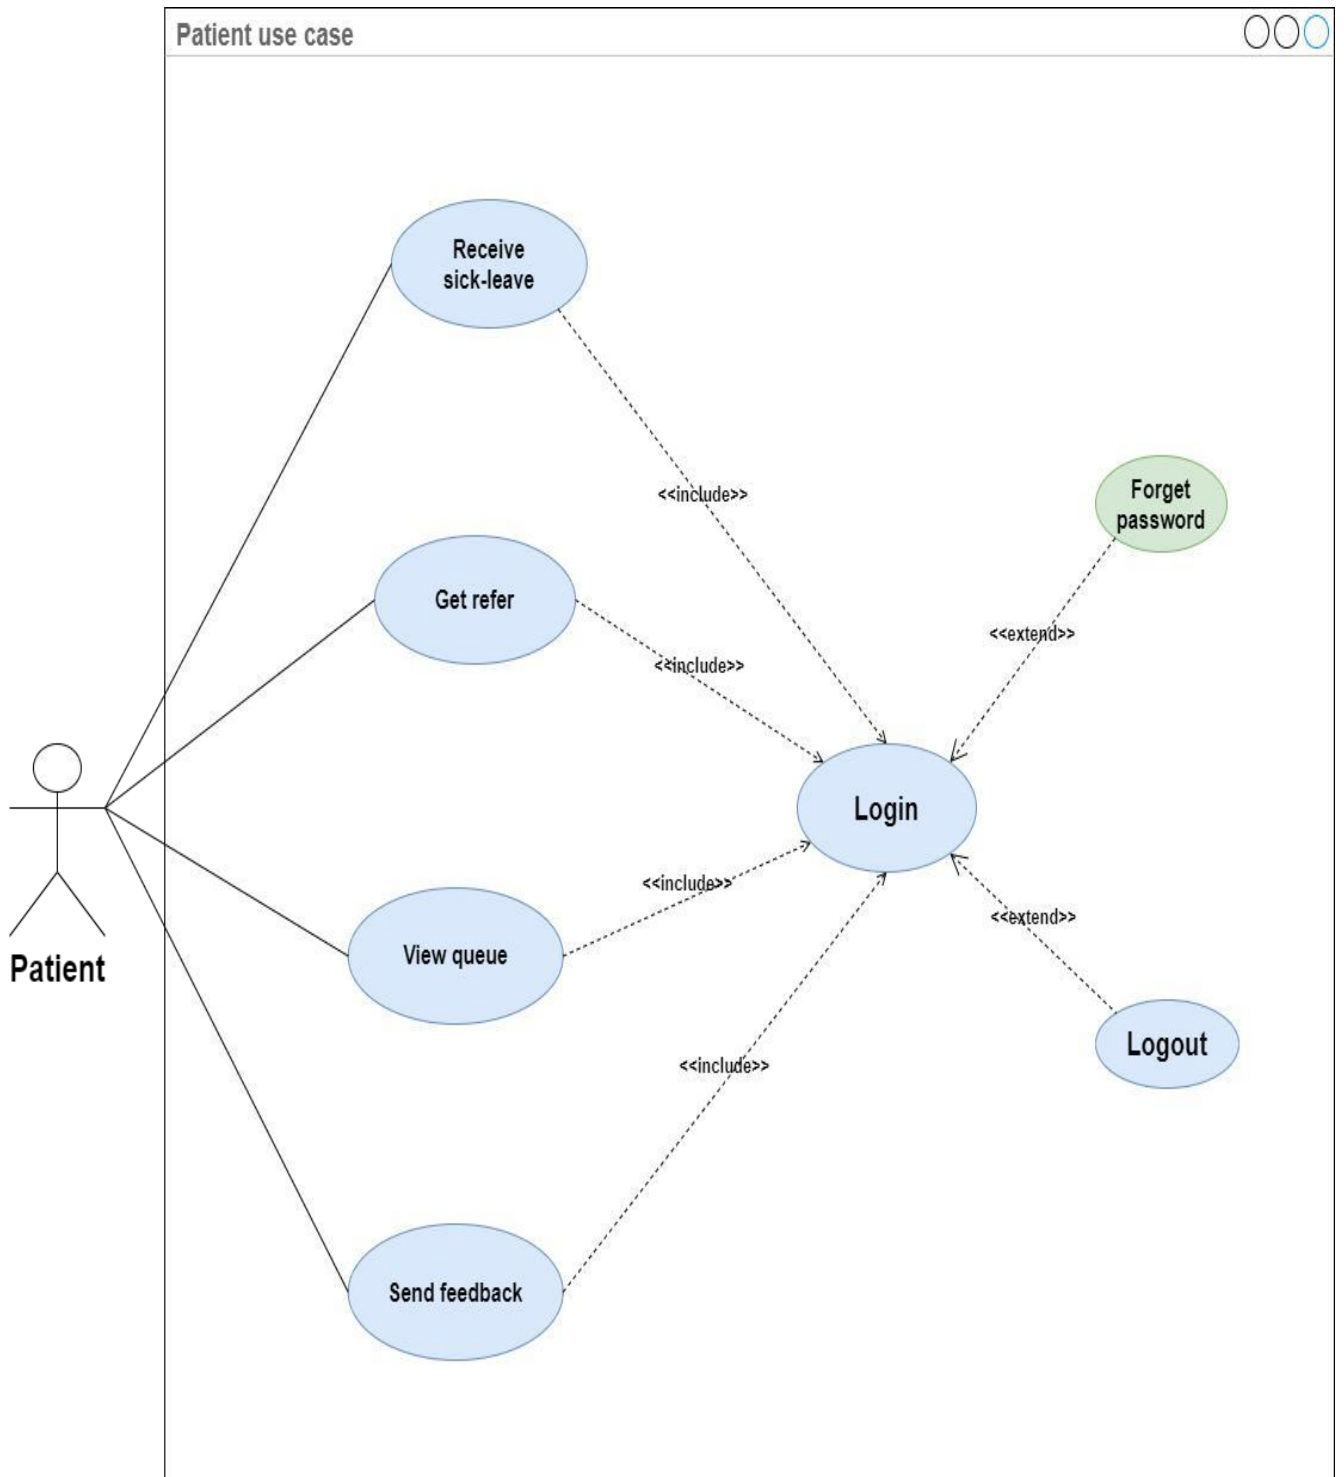 Patient use case
Receive
sick-leave
<<include>>
Forget
password
Get refer
<<extend>>
<<include>>
Login
<<include>>
<<extend>>
View queue
Patient
Logout
<<include>>
Send feedback